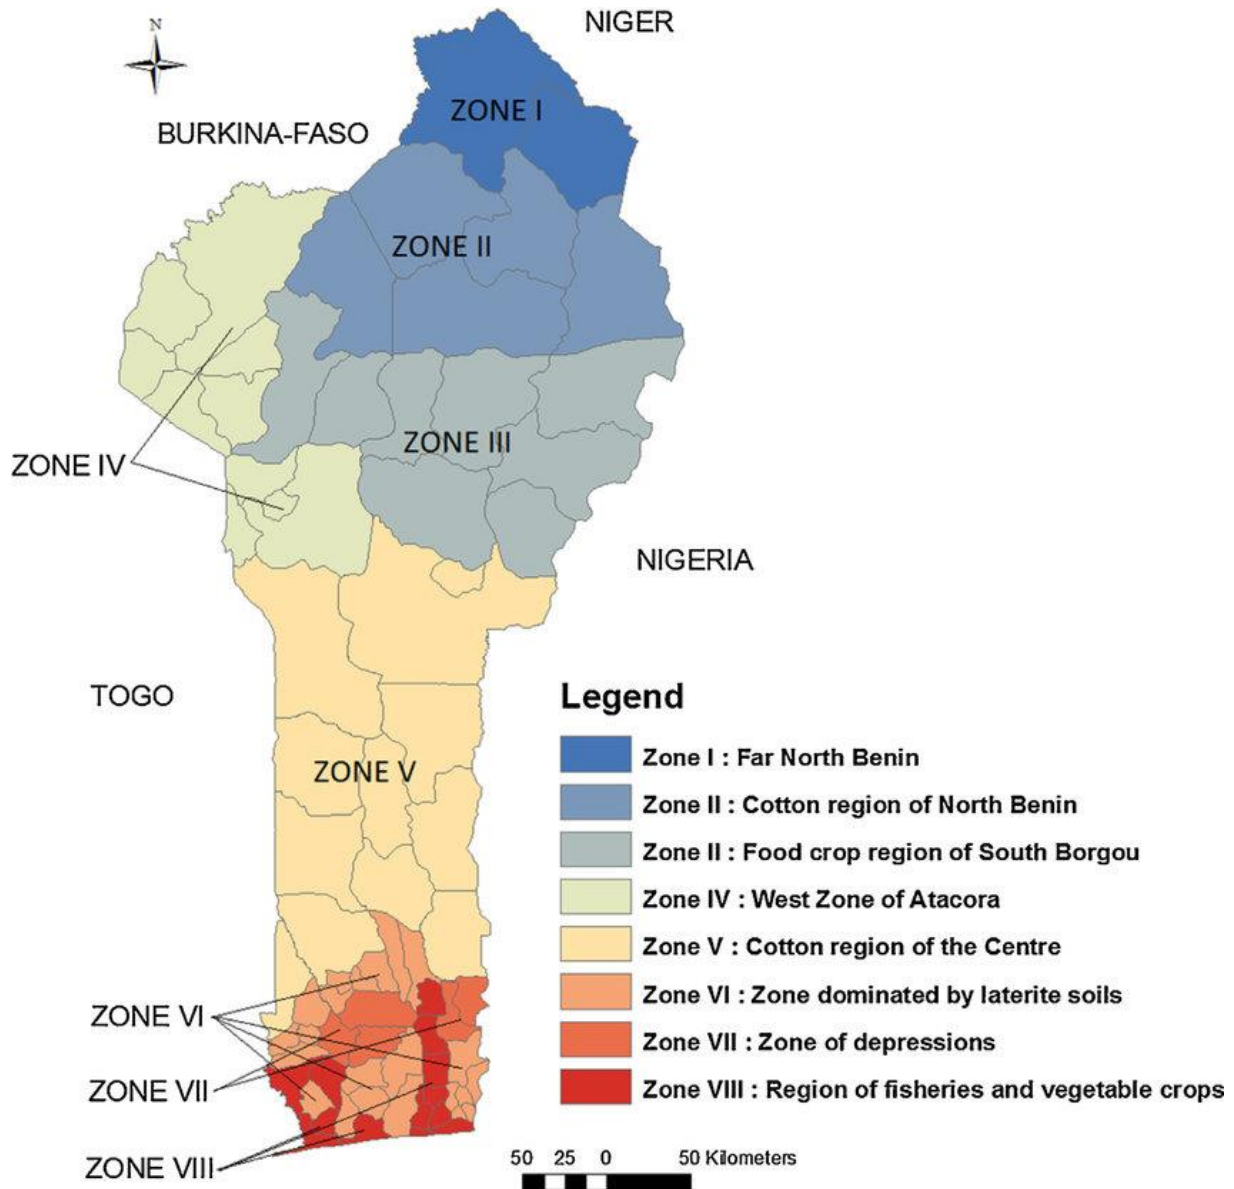 N
NIGER
ZONE I
BURKINA-FASO
ZONE II
ZONE III
ZONE IV
NIGERIA
TOGO
ZONE V
Legend
Zone I : Far North Benin
Zone II : Cotton region of North Benin
Zone II : Food crop region of South Borgou
Zone IV : West Zone of Atacora
Zone V : Cotton region of the Centre
Zone VI : Zone dominated by laterite soils
Zone VII : Zone of depressions
Zone VIII : Region of fisheries and vegetable crops
ZONE VI
ZONE VII
ZONE VIII
50 25 0 50 Kilometers